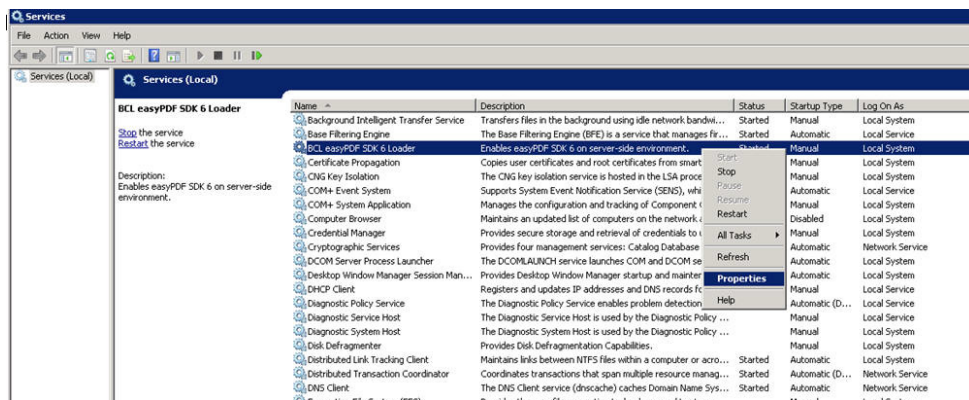 Services
File Action View Help
Services (Local)
Services (Local)
BCL easyPDF SDK 6 Loader
Stop the service
Restart the service
Description:
Enables easyPDF SDK 6 on server-side
environment.
Name Description Status Startup Type Log On As
Background Intelligent Transfer Service Transfers files in the background using idle network bandwi... Started Manual Local System
Base Filtering Engine The Base Filtering Engine (BFE) is a service that manages fir... Started Automatic Local Service
BCL easyPDF SDK 6 Loader Enables easyPDF SDK 6 on server-side environment. Started Manual Local System
Certificate Propagation Copies user certificates and root certificates from smart Manual Local System
CNG Key Isolation The CNG key isolation service is hosted in the LSA proce Manual Local System
COM+ Event System Supports System Event Notification Service (SENS), whi Automatic Local Service
COM+ System Application Manages the configuration and tracking of Component Manual Local System
Computer Browser Maintains an updated list of computers on the network Disabled Local System
Credential Manager Provides secure storage and retrieval of credentials to Manual Local System
Cryptographic Services Provides four management services: Catalog Database Automatic Network Service
DCOM Server Process Launcher The DCOMLAUNCH service launches COM and DCOM se Automatic Local System
Desktop Window Manager Session Man... Provides Desktop Window Manager startup and mainter Automatic Local System
DHCP Client Registers and updates IP addresses and DNS records fo Automatic Local Service
Diagnostic Policy Service The Diagnostic Policy Service enables problem detection Automatic (D... Local Service
Diagnostic Service Host The Diagnostic Service Host is used by the Diagnostic Policy ... Manual Local Service
Diagnostic System Host The Diagnostic System Host is used by the Diagnostic Policy ... Manual Local System
Disk Defragmenter Provides Disk Defragmentation Capabilities. Manual Local System
Distributed Link Tracking Client Maintains links between NTFS files within a computer or acro... Started Automatic Local System
Distributed Transaction Coordinator Coordinates transactions that span multiple resource manag... Started Automatic (D... Network Service
DNS Client The DNS Client service (dnscache) caches Domain Name Sys... Started Automatic Network Service
Start
Stop
Pause
Resume
Restart
All Tasks
Refresh
Properties
Help